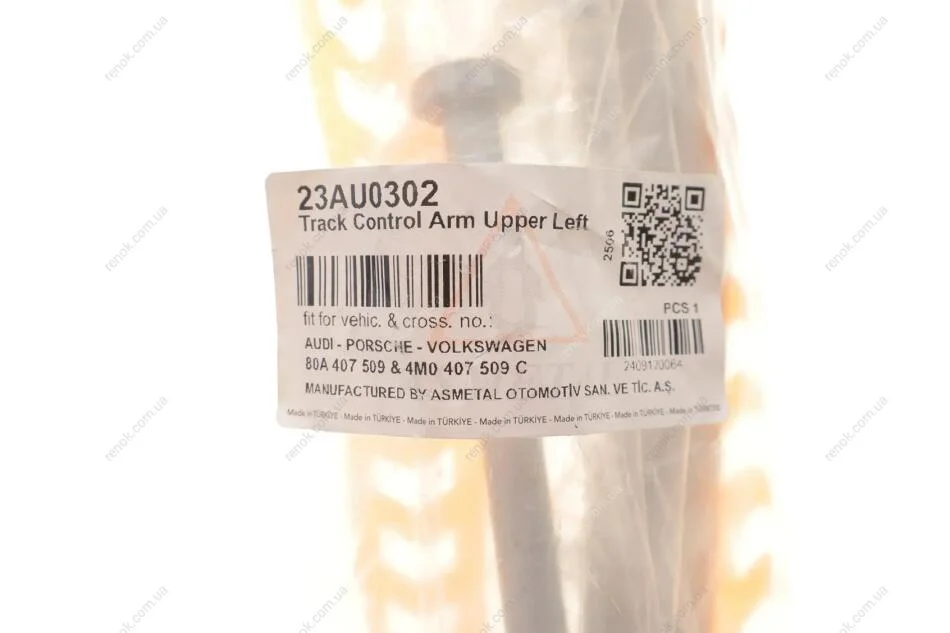 23AU0302
Track Control Arm Upper Left
2506
PCS 1
fit for vehic. & cross. no.:
AUDI - PORSCHE - VOLKSWAGEN
80A 407 509 & 4M0 407 509 C
2409120064
MANUFACTURED BY ASMETAL OTOMOTİV SAN. VE TİC. A.Ş.
Made in TÜRKİYE - Made in TÜRKİYE - Made in TÜRKİYE - Made in TÜRKİYE - Made in TÜRKİYE - Made in TÜRKİYE - Made in TÜRKİYE
renok.com.ua